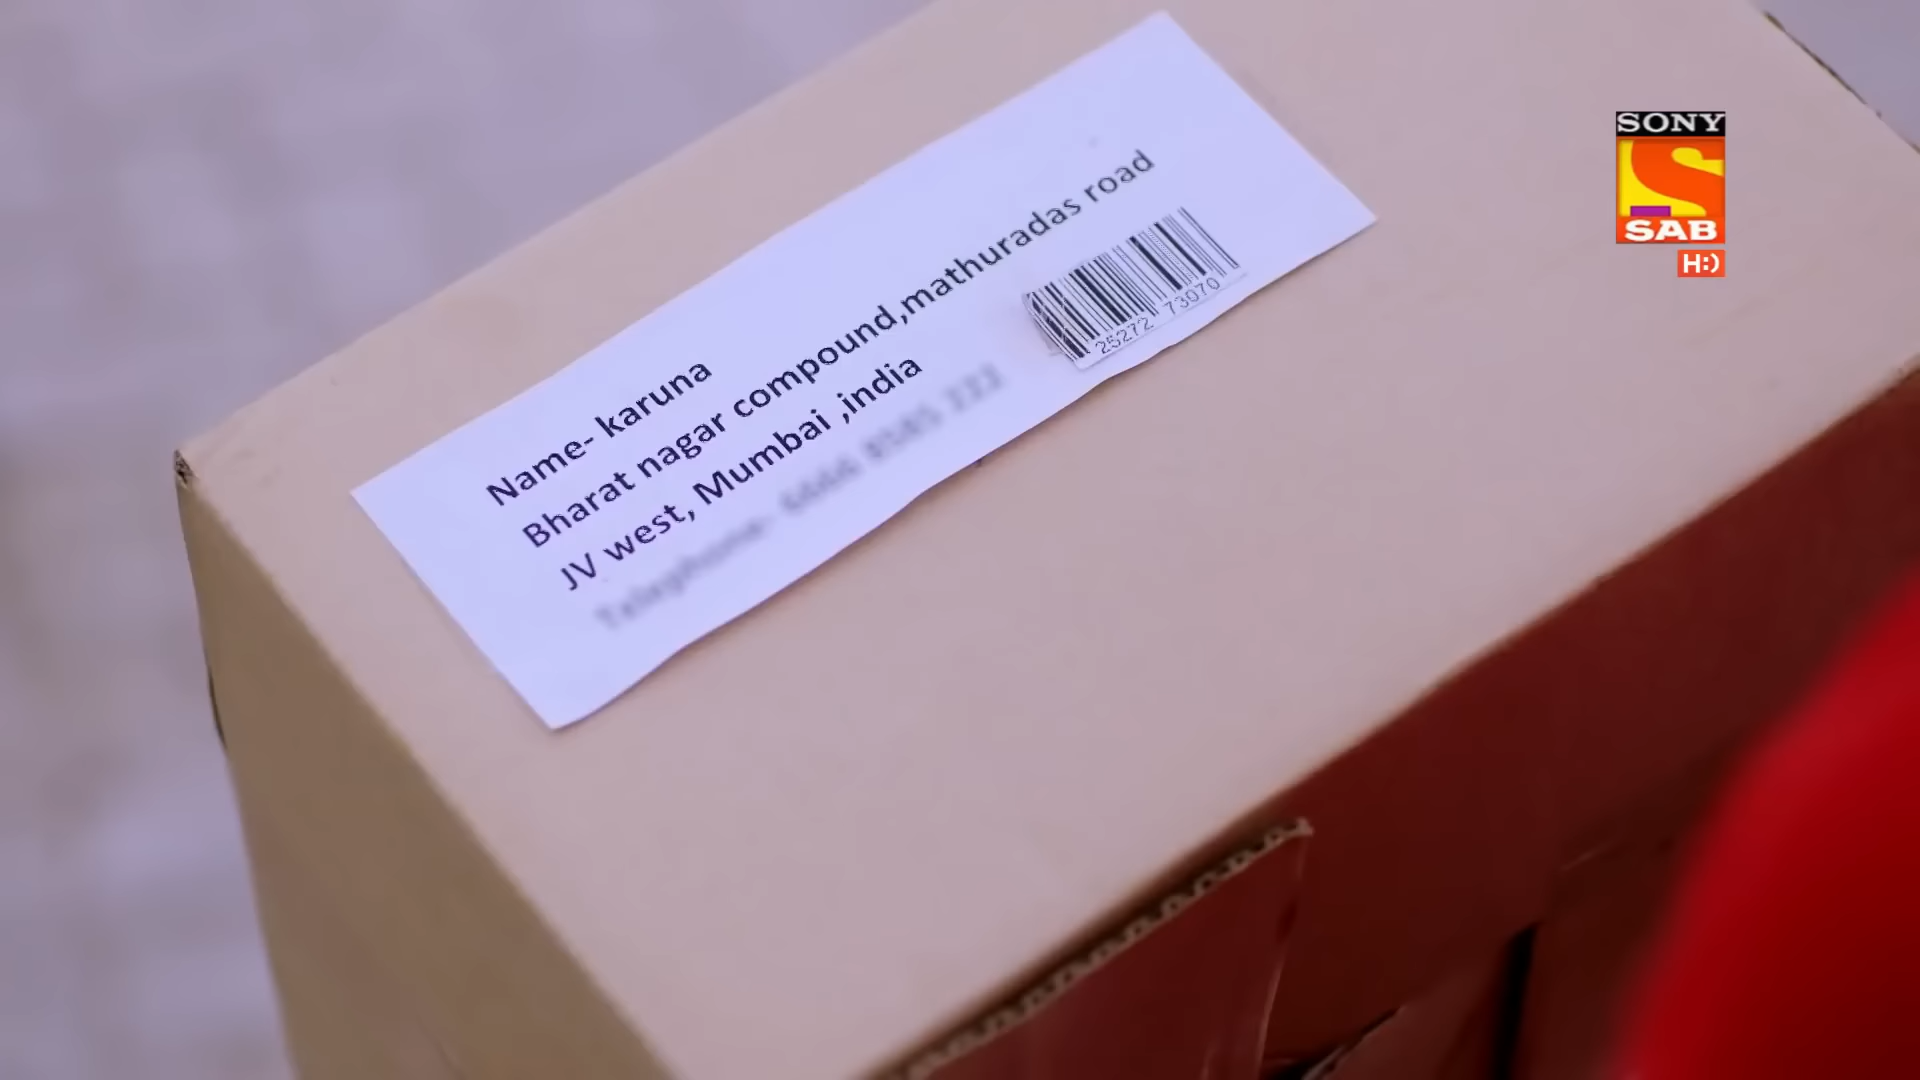 Name- karuna
Bharat nagar compound,mathuradas road
JV west, Mumbai ,india
25272 73070
SONY
SAB
H:)